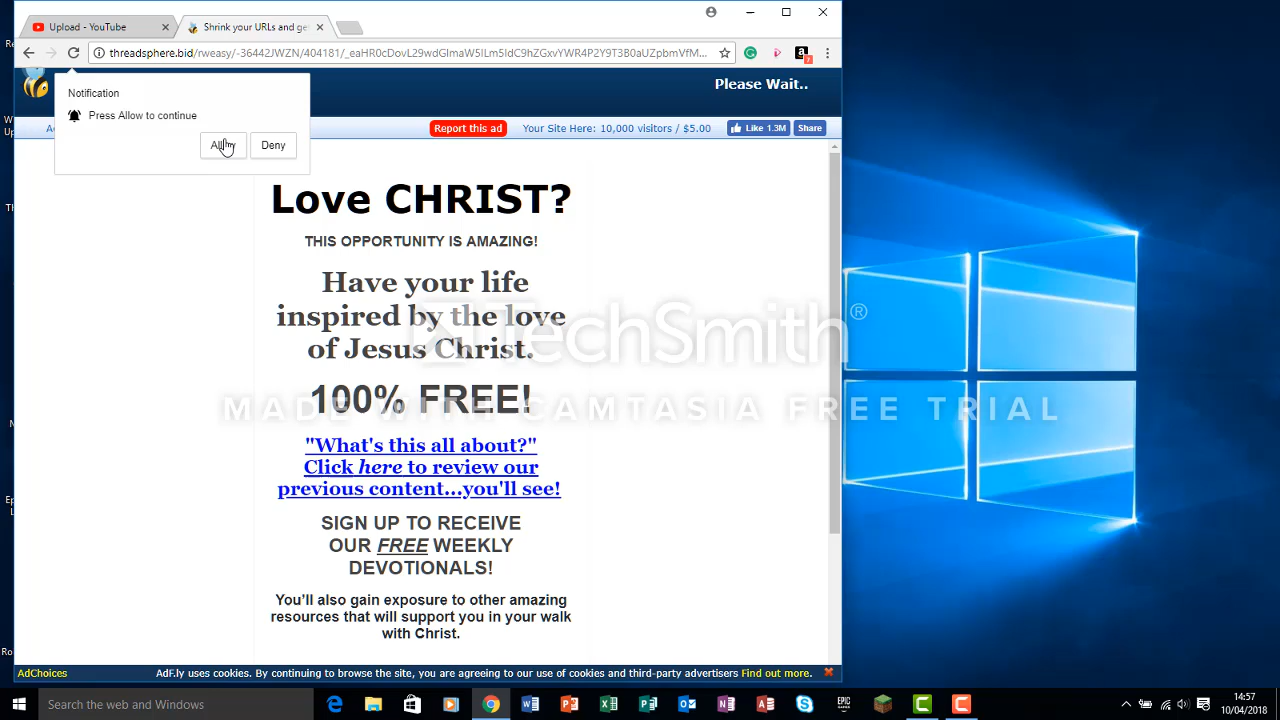 Upload - YouTube
Shrink your URLs and ge
threadsphere.bid/rweasy/-36442JWZN/404181/_eaHR0cDovL29wdGlmaW5lLm5ldC9hZGxvYWR4P2Y9T3B0aUZpbmVfM...
7
Notification
Press Allow to continue
Deny
Please Wait..
Report this ad
Your Site Here: 10,000 visitors / $5.00
Like 1.3M
Share
Love CHRIST?
THIS OPPORTUNITY IS AMAZING!
Have your life
inspired by the love
of Jesus Christ.
100% FREE!
"What's this all about?"
Click here to review our
previous content...you'll see!
SIGN UP TO RECEIVE
OUR FREE WEEKLY
DEVOTIONALS!
You'll also gain exposure to other amazing
resources that will support you in your walk
with Christ.
TechSmith®
MADE WITH CAMTASIA FREE TRIAL
AdChoices
AdF.ly uses cookies. By continuing to browse the site, you are agreeing to our use of cookies and third-party advertisers Find out more.
Search the web and Windows
EPIC
GAMES
14:57
10/04/2018